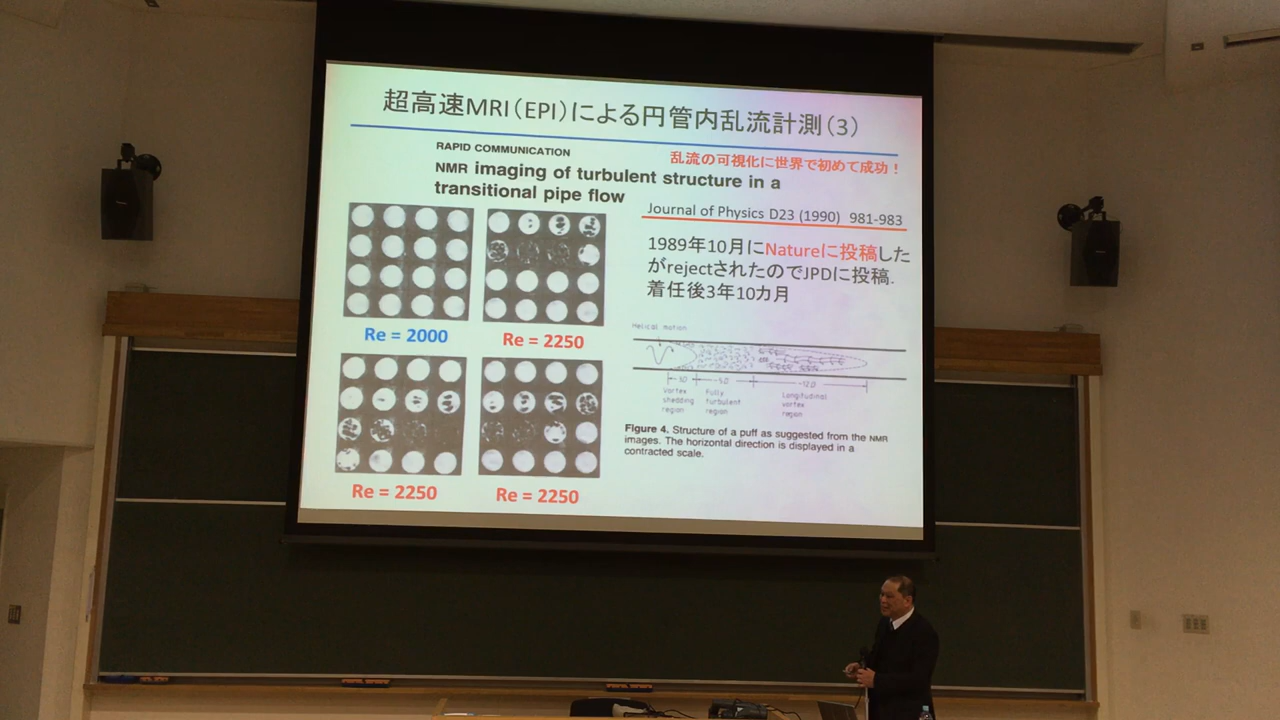 超高速MRI（EPI）による円管内乱流計測（3）
RAPID COMMUNICATION
乱流の可視化に世界で初めて成功！
NMR imaging of turbulent structure in a
transitional pipe flow
Journal of Physics D23 (1990) 981-983
1989年10月にNatureに投稿した
がrejectされたのでJPDに投稿.
着任後3年10カ月
Re = 2000
Re = 2250
Helical motion
Vortex
shedding
region
Fully
turbulent
region
Longitudinal
vortex
region
Figure 4. Structure of a puff as suggested from the NMR
images. The horizontal direction is displayed in a
contracted scale.
Re = 2250
Re = 2250